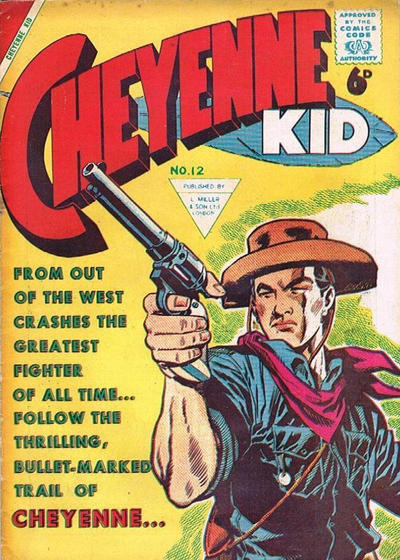 CHEYENNE KID
APPROVED
BY THE
COMICS
CODE
AUTHORITY
CHEYENNE
KID
6D
NO.12
PUBLISHED BY
L. MILLER
& SON LTD
LONDON
FROM OUT
OF THE WEST
CRASHES THE
GREATEST
FIGHTER
OF ALL TIME...
FOLLOW THE
THRILLING,
BULLET-MARKED
TRAIL OF
CHEYENNE...